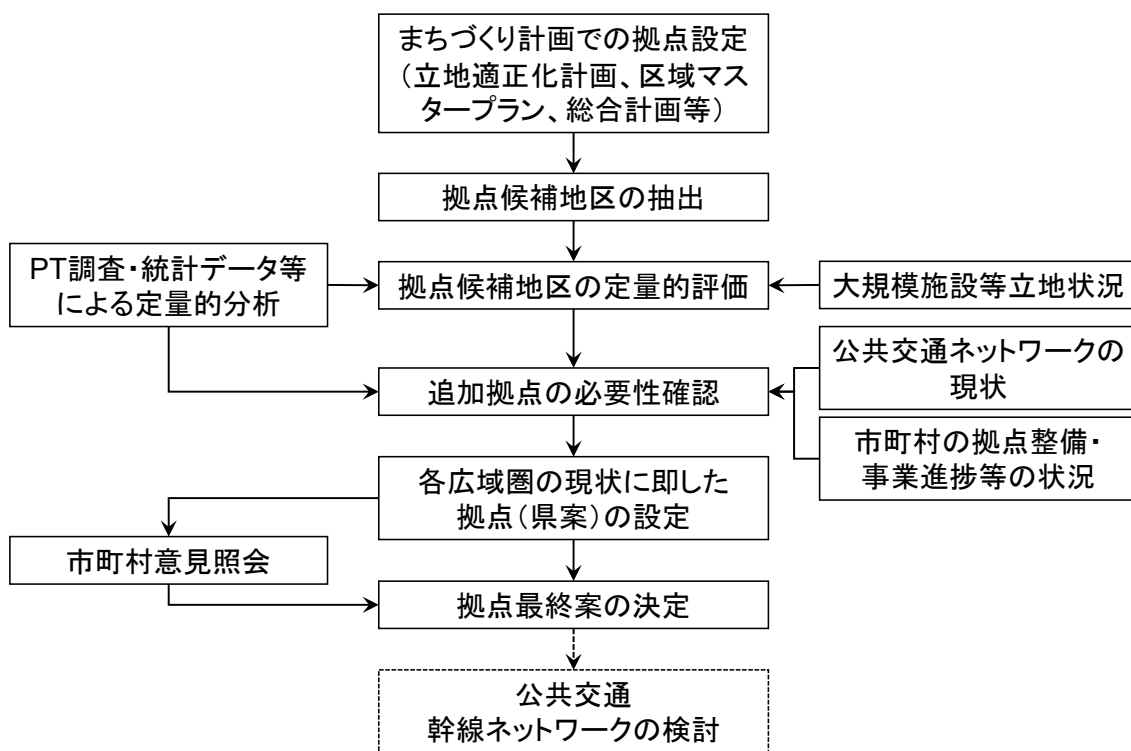 まちづくり計画での拠点設定
（立地適正化計画、区域マス
タープラン、総合計画等）
拠点候補地区の抽出
PT調査・統計データ等
による定量的分析
拠点候補地区の定量的評価
大規模施設等立地状況
公共交通ネットワークの
現状
追加拠点の必要性確認
市町村の拠点整備・
事業進捗等の状況
各広域圏の現状に即した
拠点（県案）の設定
市町村意見照会
拠点最終案の決定
公共交通
幹線ネットワークの検討